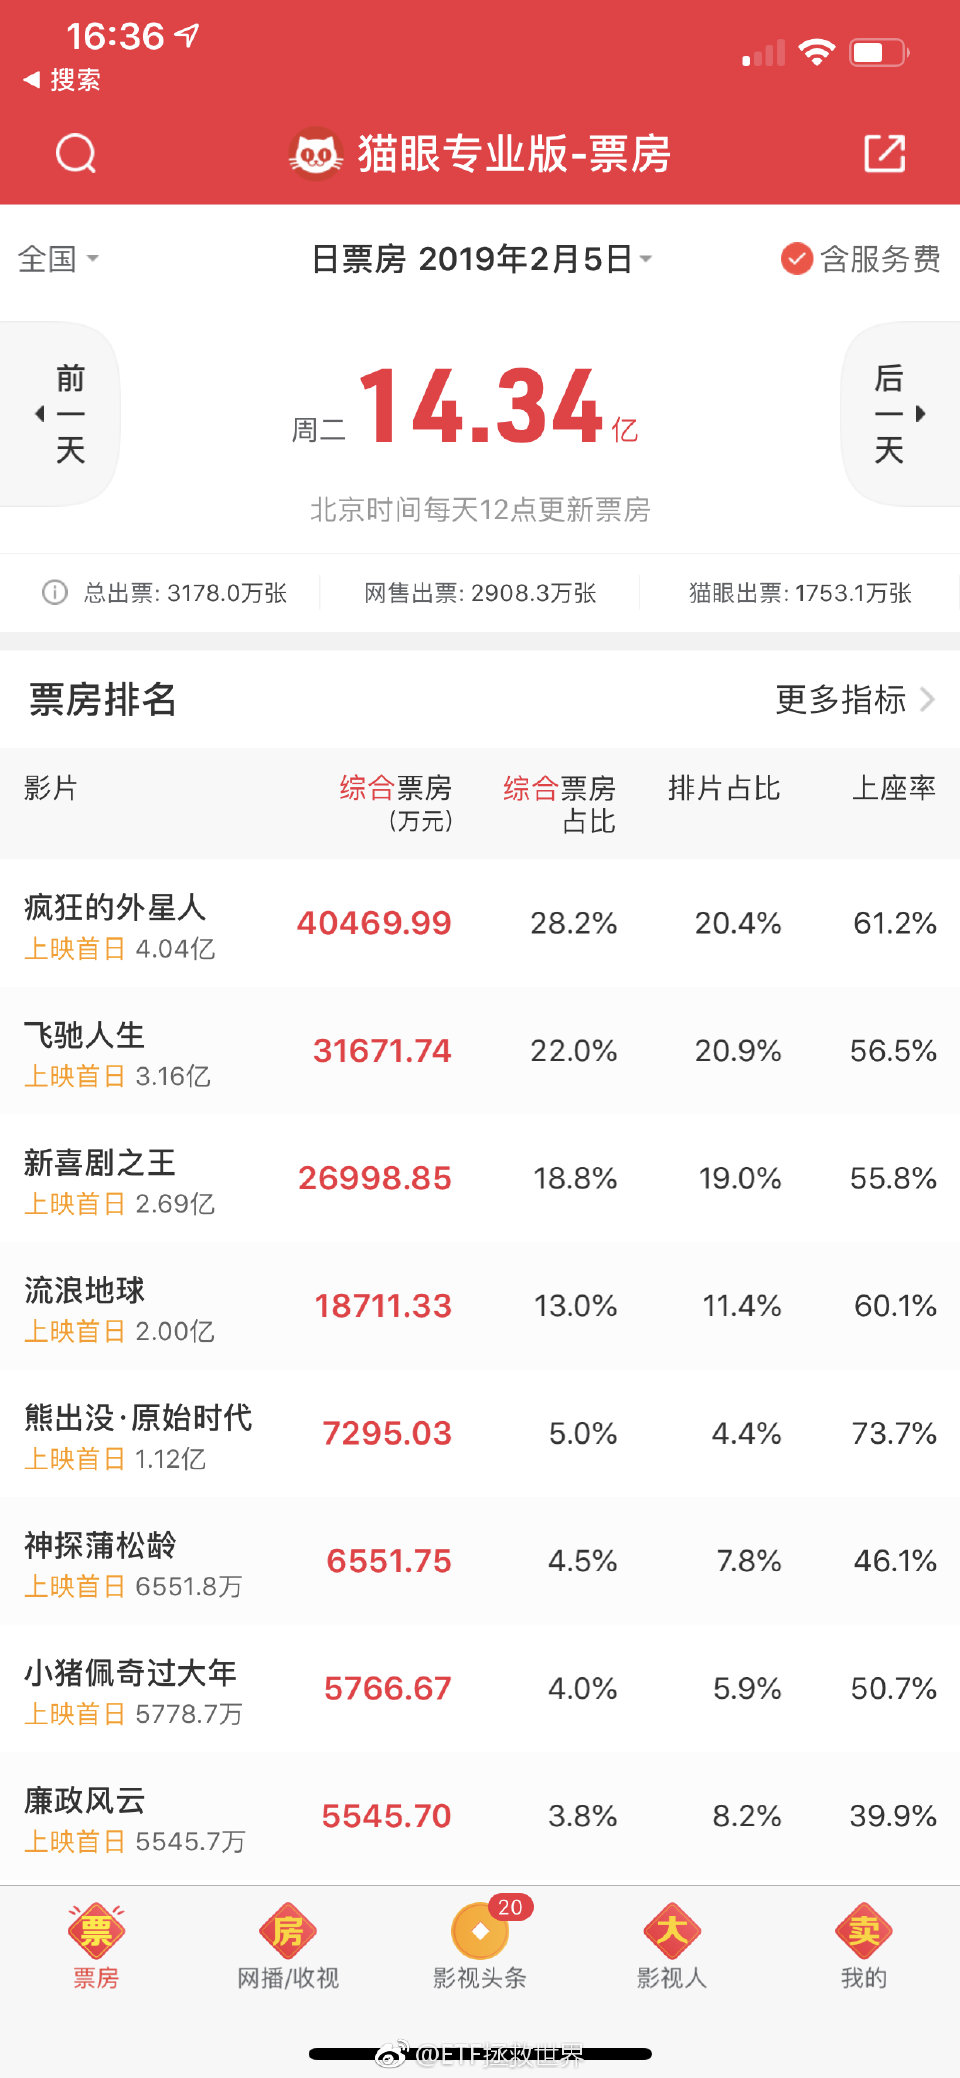 16:36
搜索
猫眼专业版-票房
全国
日票房 2019年2月5日
含服务费
前一天
周二 14.34亿
后一天
北京时间每天12点更新票房
总出票: 3178.0万张
网售出票: 2908.3万张
猫眼出票: 1753.1万张
票房排名
更多指标
影片 综合票房(万元) 综合票房占比 排片占比 上座率
疯狂的外星人
上映首日 4.04亿
40469.99 28.2% 20.4% 61.2%
飞驰人生
上映首日 3.16亿
31671.74 22.0% 20.9% 56.5%
新喜剧之王
上映首日 2.69亿
26998.85 18.8% 19.0% 55.8%
流浪地球
上映首日 2.00亿
18711.33 13.0% 11.4% 60.1%
熊出没·原始时代
上映首日 1.12亿
7295.03 5.0% 4.4% 73.7%
神探蒲松龄
上映首日 6551.8万
6551.75 4.5% 7.8% 46.1%
小猪佩奇过大年
上映首日 5778.7万
5766.67 4.0% 5.9% 50.7%
廉政风云
上映首日 5545.7万
5545.70 3.8% 8.2% 39.9%
票
房
20
大
卖
票房
网播/收视
影视头条
影视人
我的
@ETF拯救世界